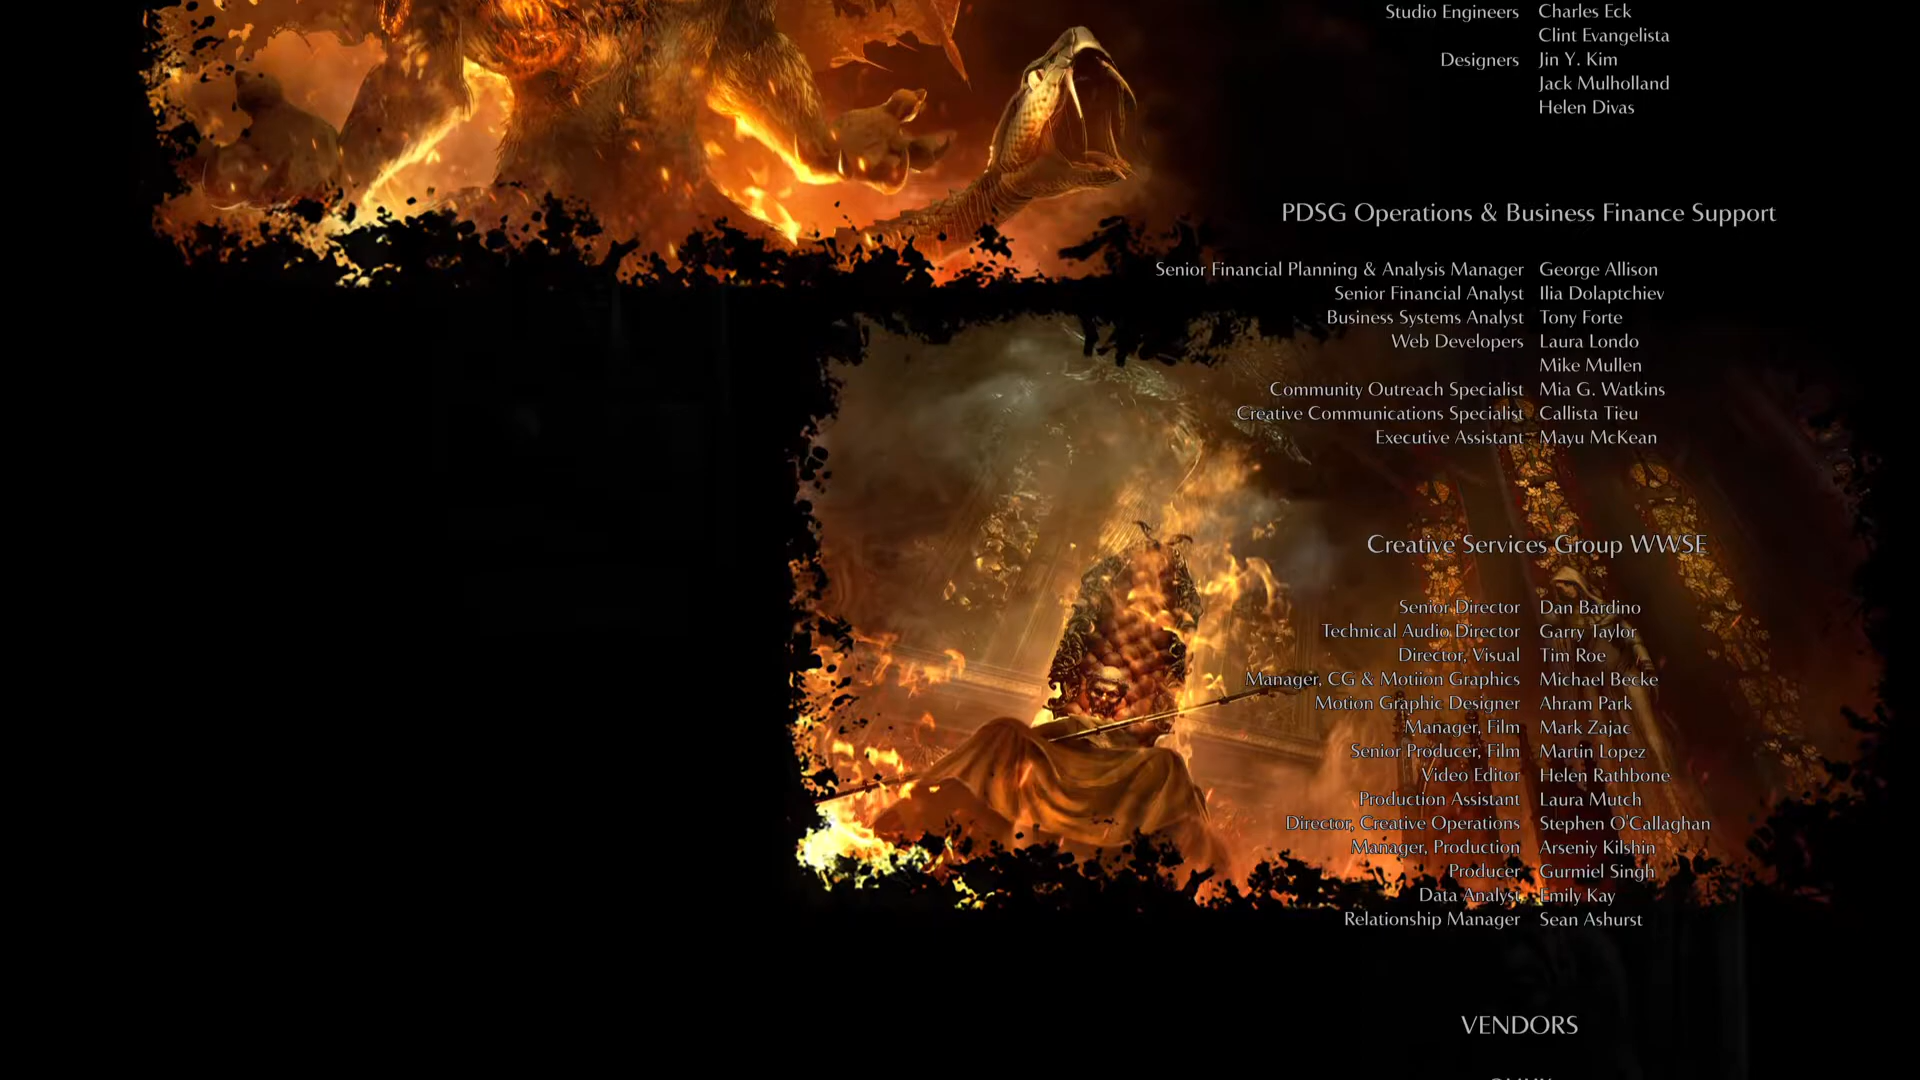 Studio Engineers Charles Eck
Clint Evangelista
Designers Jin Y. Kim
Jack Mulholland
Helen Divas
PDSG Operations & Business Finance Support
Senior Financial Planning & Analysis Manager George Allison
Senior Financial Analyst Ilia Dolaptchiev
Business Systems Analyst Tony Forte
Web Developers Laura Londo
Mike Mullen
Community Outreach Specialist Mia G. Watkins
Creative Communications Specialist Callista Tieu
Executive Assistant Mayu McKean
Creative Services Group WWSE
Senior Director Dan Bardino
Technical Audio Director Garry Taylor
Director, Visual Tim Roe
Manager, CG & Motiion Graphics Michael Becke
Motion Graphic Designer Ahram Park
Manager, Film Mark Zajac
Senior Producer, Film Martin Lopez
Video Editor Helen Rathbone
Production Assistant Laura Mutch
Director, Creative Operations Stephen O'Callaghan
Manager, Production Arseniy Kilshin
Producer Gurmiel Singh
Data Analyst Emily Kay
Relationship Manager Sean Ashurst
VENDORS